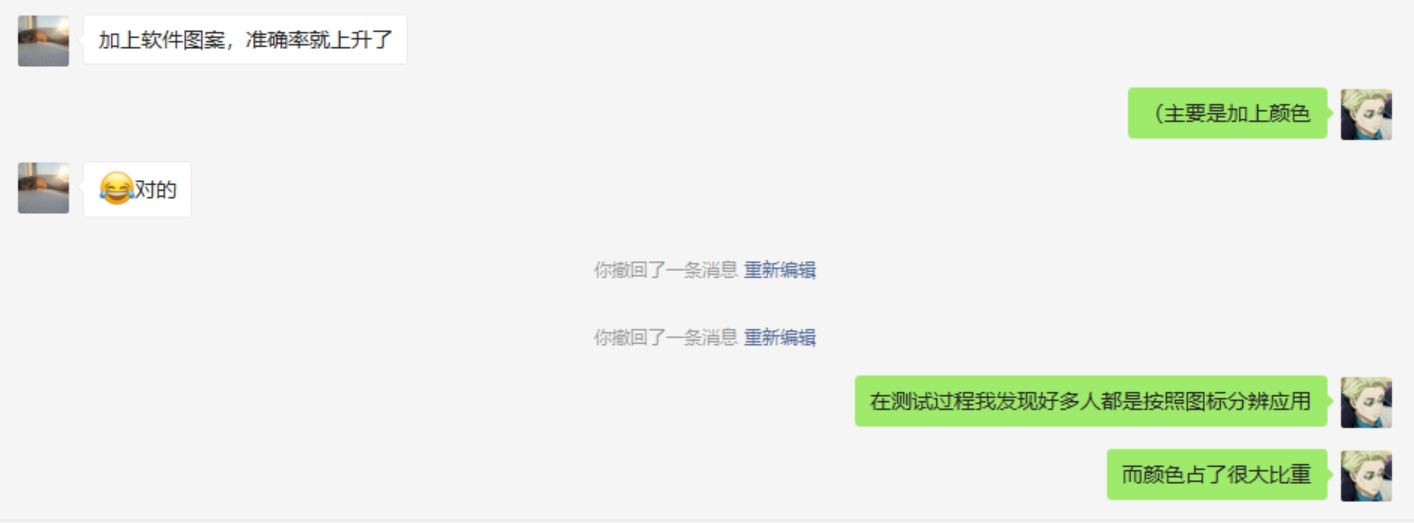 加上软件图案，准确率就上升了
（主要是加上颜色
😂对的
你撤回了一条消息 重新编辑
你撤回了一条消息 重新编辑
在测试过程我发现好多人都是按照图标分辨应用
而颜色占了很大比重